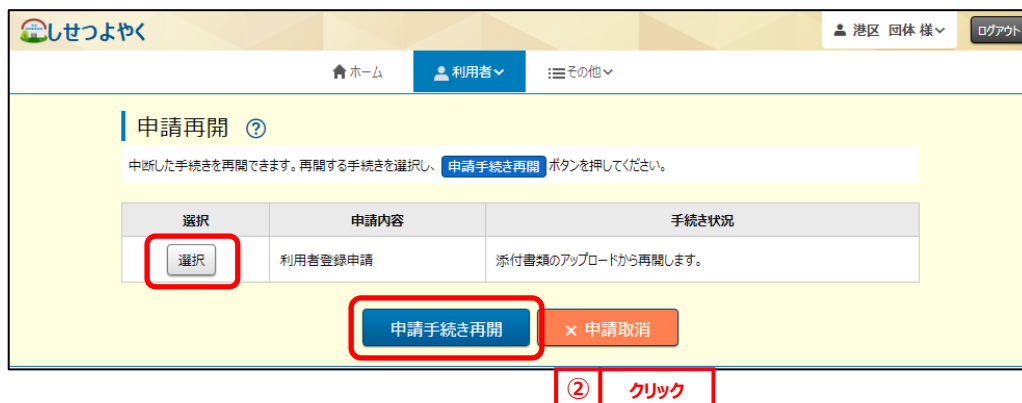 しせつよやく
港区 団体 様
ログアウト
ホーム 利用者 その他
申請再開 ?
中断した手続きを再開できます。再開する手続きを選択し、 申請手続き再開 ボタンを押してください。
選択 申請内容 手続き状況
選択 利用者登録申請 添付書類のアップロードから再開します。
申請手続き再開 × 申請取消
② クリック